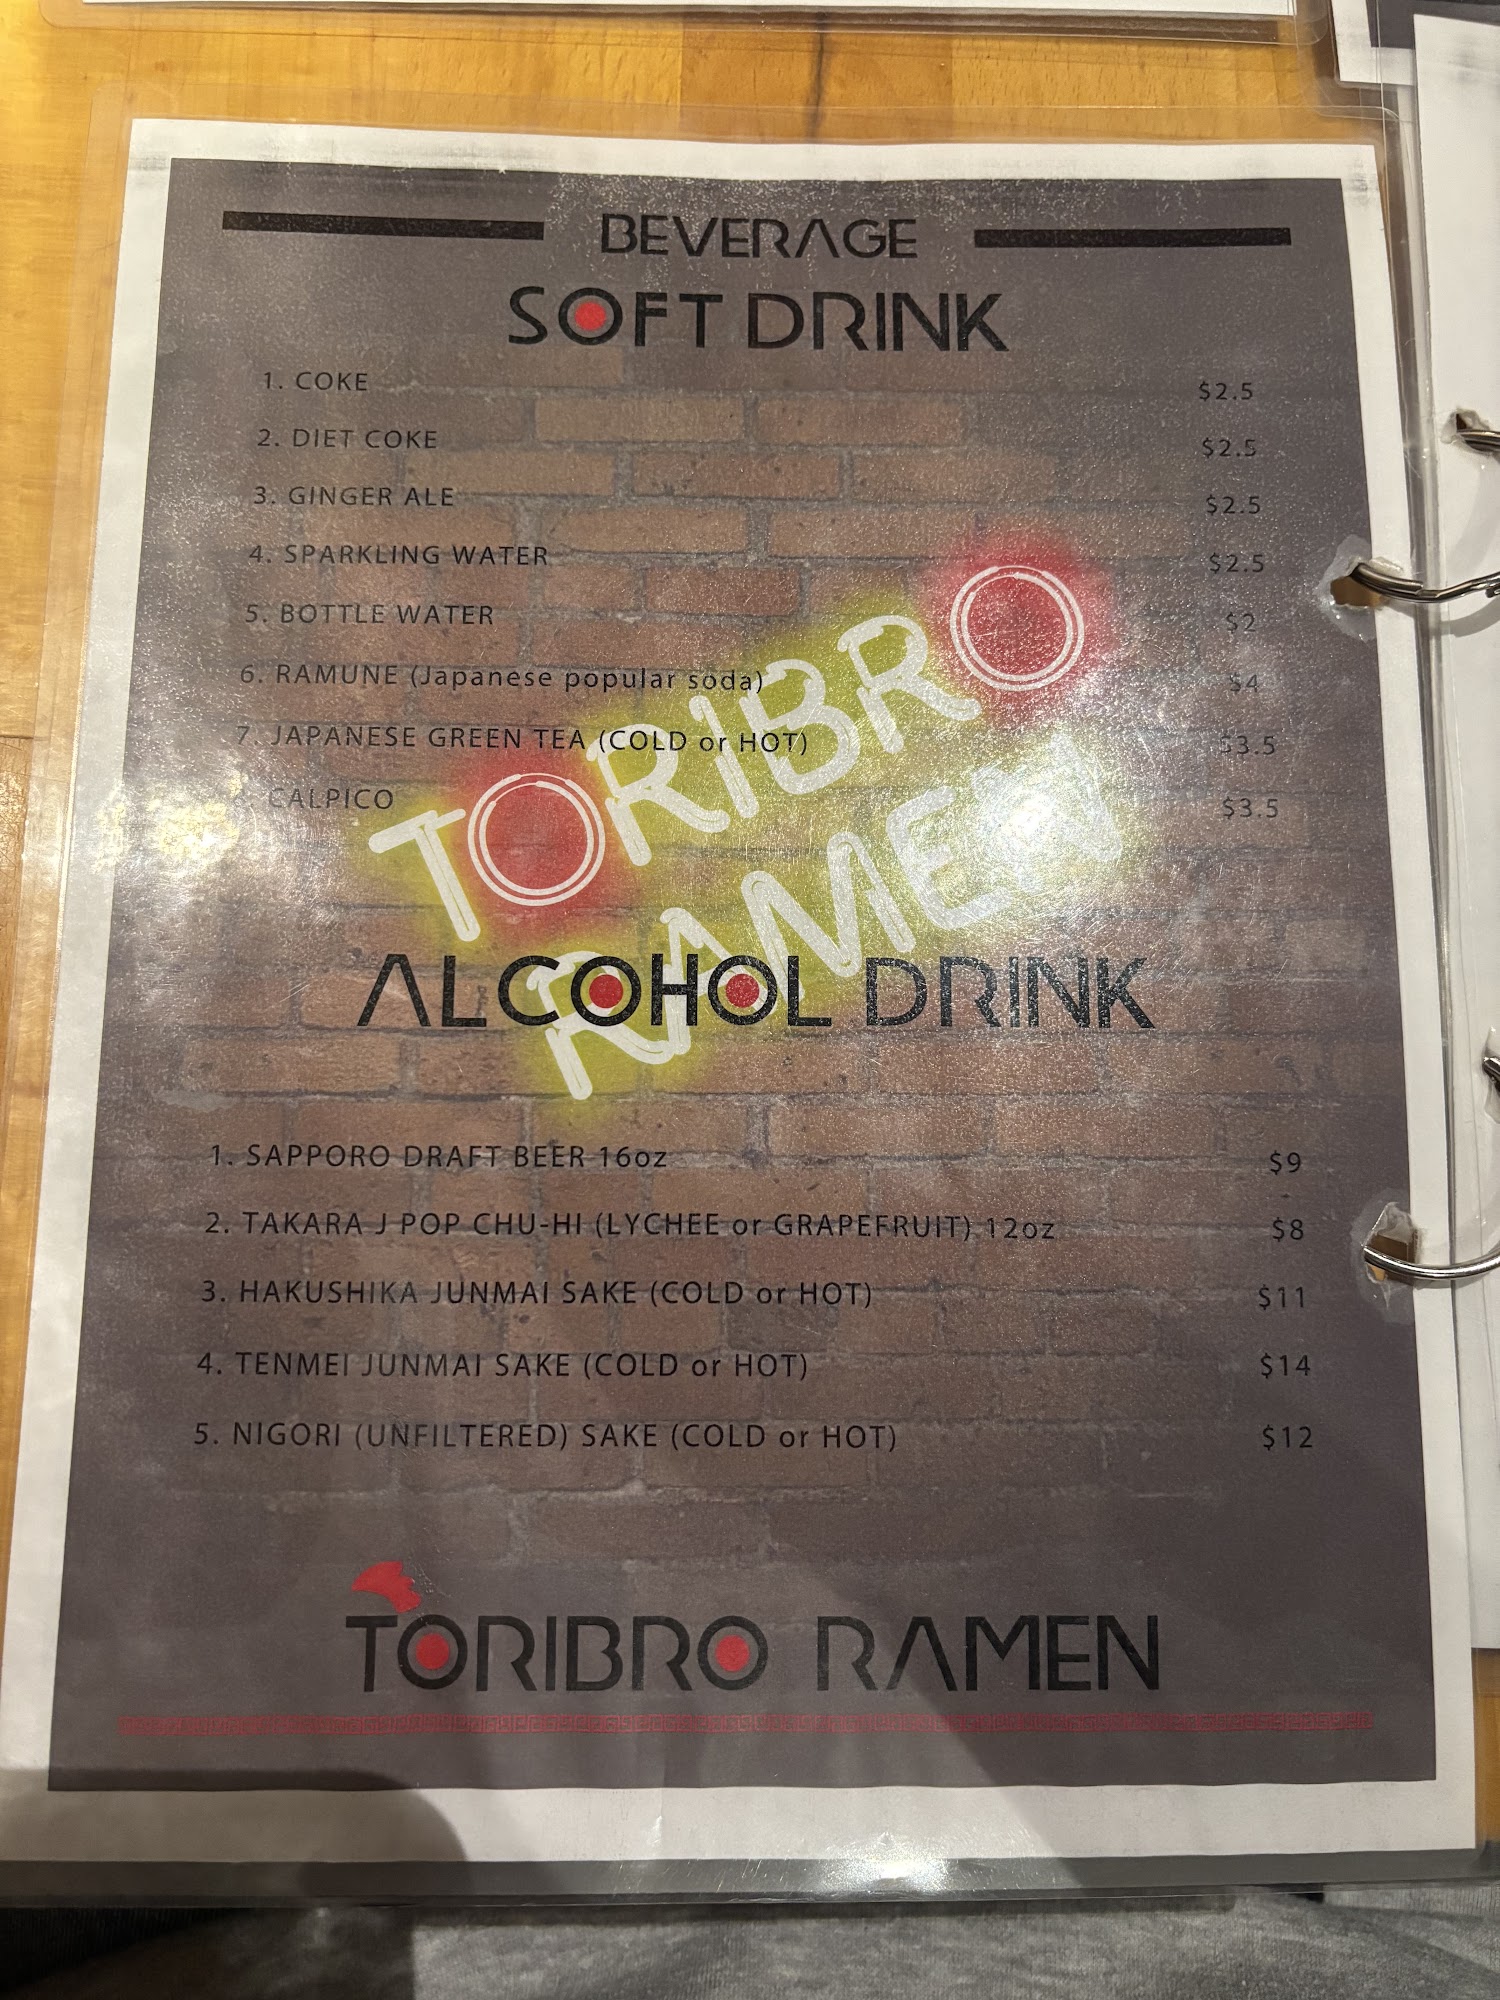 BEVERAGE
SOFT DRINK
1. COKE $2.5
2. DIET COKE $2.5
3. GINGER ALE $2.5
4. SPARKLING WATER $2.5
5. BOTTLE WATER $2
6. RAMUNE (Japanese popular soda) $4
7. JAPANESE GREEN TEA (COLD or HOT) $3.5
8. CALPICO $3.5
TORIBRO
RAMEN
ALCOHOL DRINK
1. SAPPORO DRAFT BEER 16oz $9
2. TAKARA J POP CHU-HI (LYCHEE or GRAPEFRUIT) 12oz $8
3. HAKUSHIKA JUNMAI SAKE (COLD or HOT) $11
4. TENMEI JUNMAI SAKE (COLD or HOT) $14
5. NIGORI (UNFILTERED) SAKE (COLD or HOT) $12
TORIBRO RAMEN